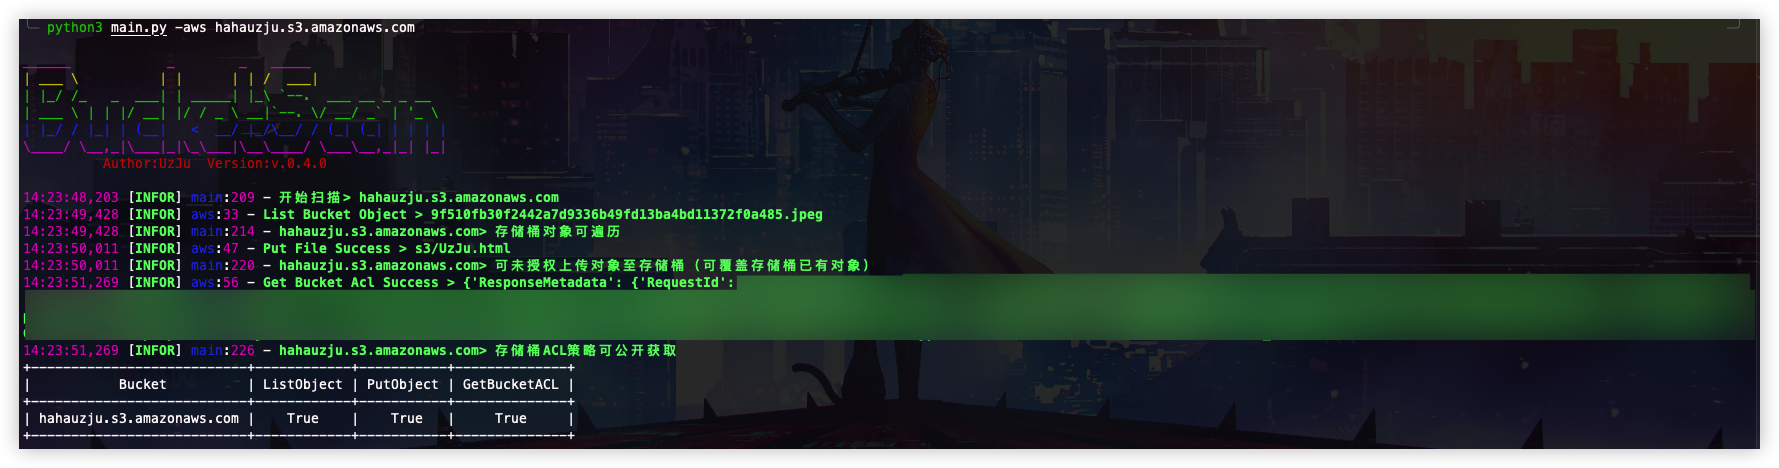 python3 main.py -aws hahauzju.s3.amazonaws.com
Author:UzJu  Version:v.0.4.0
14:23:48,203 [INFOR] main:209 - 开始扫描> hahauzju.s3.amazonaws.com
14:23:49,428 [INFOR] aws:33 - List Bucket Object > 9f510fb30f2442a7d9336b49fd13ba4bd11372f0a485.jpeg
14:23:49,428 [INFOR] main:214 - hahauzju.s3.amazonaws.com> 存储桶对象可遍历
14:23:50,011 [INFOR] aws:47 - Put File Success > s3/UzJu.html
14:23:50,011 [INFOR] main:220 - hahauzju.s3.amazonaws.com> 可未授权上传对象至存储桶（可覆盖存储桶已有对象）
14:23:51,269 [INFOR] aws:56 - Get Bucket Acl Success > {'ResponseMetadata': {'RequestId':
14:23:51,269 [INFOR] main:226 - hahauzju.s3.amazonaws.com> 存储桶ACL策略可公开获取
| Bucket | ListObject | PutObject | GetBucketACL |
| hahauzju.s3.amazonaws.com | True | True | True |